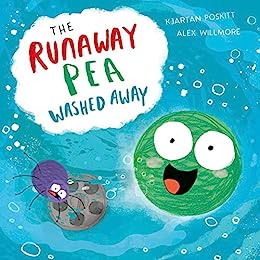 THE
RUNAWAY
PEA
WASHED AWAY
KJARTAN POSKITT
ALEX WILLMORE